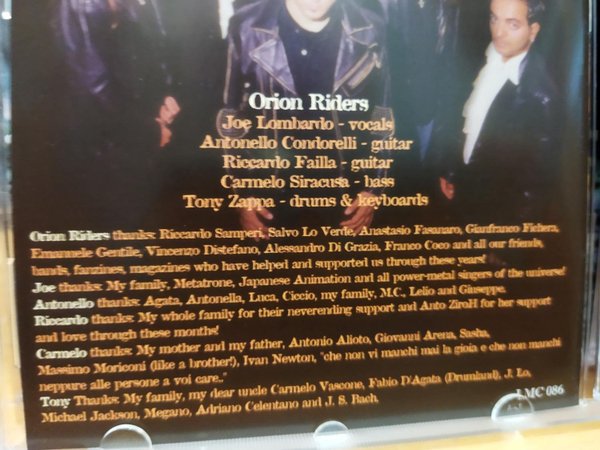 Orion Riders
Joe Lombardo - vocals
Antonello Condorelli - guitar
Riccardo Failla - guitar
Carmelo Siracusa - bass
Tony Zappa - drums & keyboards
Orion Riders thanks: Riccardo Samperi, Salvo Lo Verde, Anastasio Fasanaro, Gianfranco Fichera,
Emanuele Gentile, Vincenzo Distefano, Alessandro Di Grazia, Franco Coco and all our friends,
bands, fanzines, magazines who have helped and supported us through these years!
Joe thanks: My family, Metatrone, Japanese Animation and all power-metal singers of the universe!
Antonello thanks: Agata, Antonella, Luca, Ciccio, my family, M.C., Lelio and Giuseppe.
Riccardo thanks: My whole family for their neverending support and Anto ZiroH for her support
and love through these months!
Carmelo thanks: My mother and my father, Antonio Alioto, Giovanni Arena, Sasha,
Massimo Moriconi (like a brother!), Ivan Newton, "che non vi manchi mai la gioia e che non manchi
neppure alle persone a voi care.."
Tony Thanks: My family, my dear uncle Carmelo Vascone, Fabio D'Agata (Drumland), J. Lo,
Michael Jackson, Megano, Adriano Celentano and J. S. Bach.
LMC 086